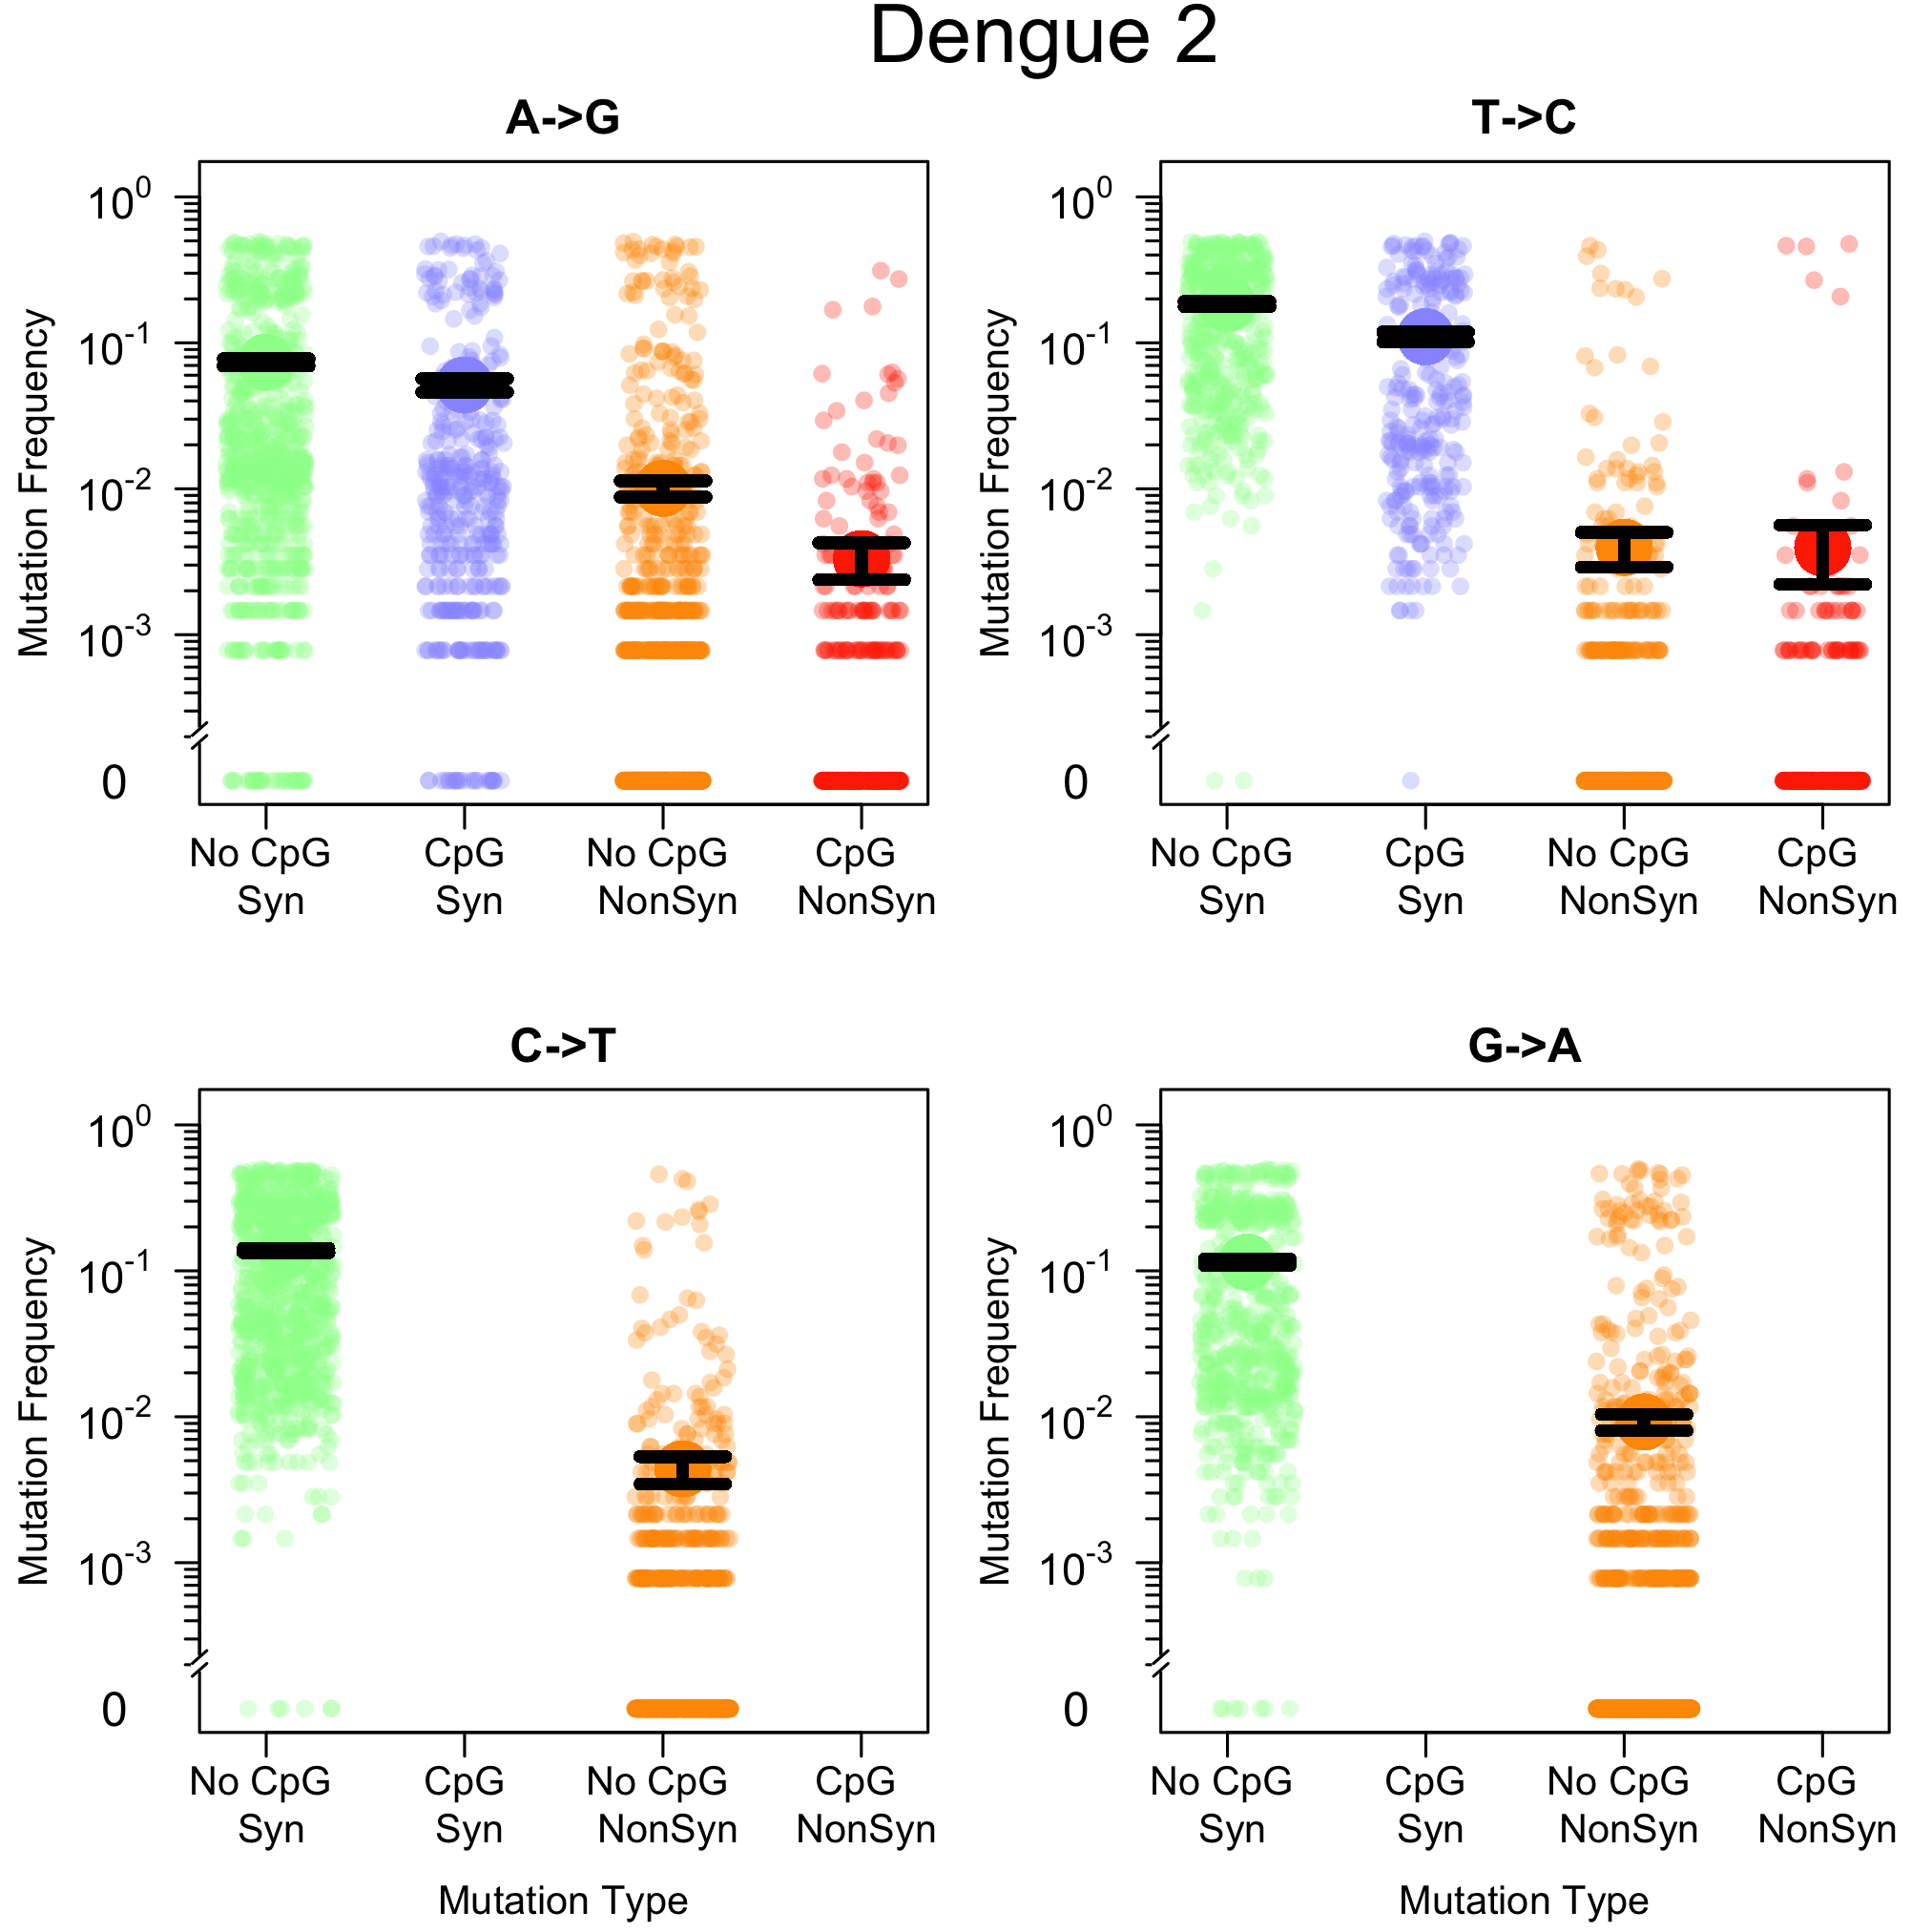 Dengue 2
A->G
Mutation Frequency
10^0
10^-1
10^-2
10^-3
0
No CpG CpG No CpG CpG
Syn Syn NonSyn NonSyn
T->C
Mutation Frequency
10^0
10^-1
10^-2
10^-3
0
No CpG CpG No CpG CpG
Syn Syn NonSyn NonSyn
C->T
Mutation Frequency
10^0
10^-1
10^-2
10^-3
0
No CpG CpG No CpG CpG
Syn Syn NonSyn NonSyn
Mutation Type
G->A
Mutation Frequency
10^0
10^-1
10^-2
10^-3
0
No CpG CpG No CpG CpG
Syn Syn NonSyn NonSyn
Mutation Type